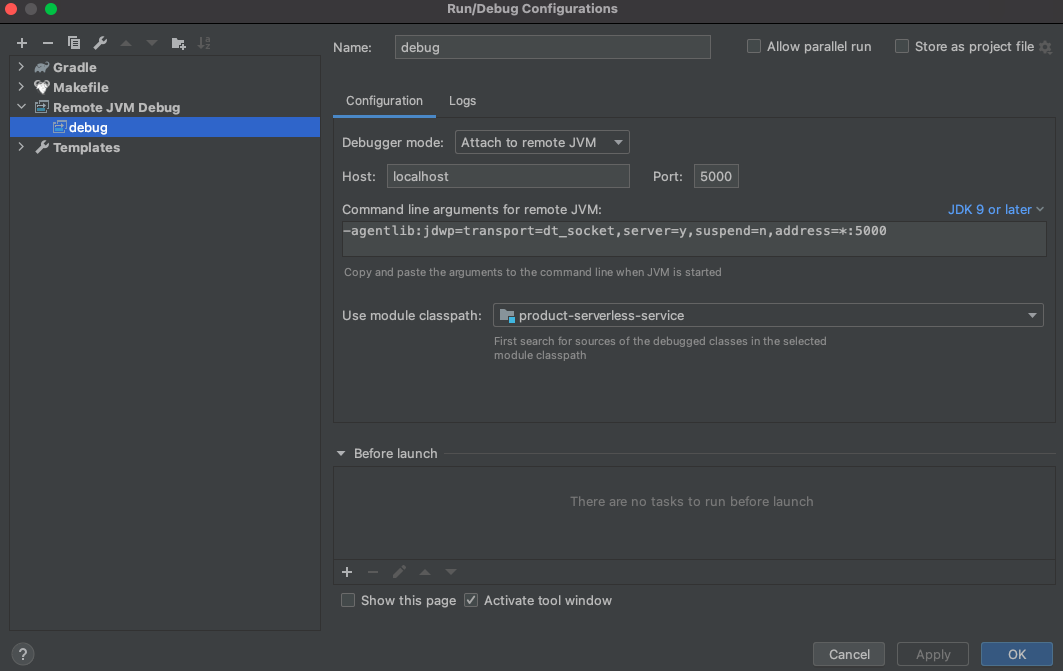 Run/Debug Configurations
Gradle
Makefile
Remote JVM Debug
debug
Templates
Name: debug
Allow parallel run
Store as project file
Configuration Logs
Debugger mode: Attach to remote JVM
Host: localhost Port: 5000
Command line arguments for remote JVM: JDK 9 or later
-agentlib:jdwp=transport=dt_socket,server=y,suspend=n,address=*:5000
Copy and paste the arguments to the command line when JVM is started
Use module classpath: product-serverless-service
First search for sources of the debugged classes in the selected
module classpath
Before launch
There are no tasks to run before launch
Show this page Activate tool window
? Cancel Apply OK